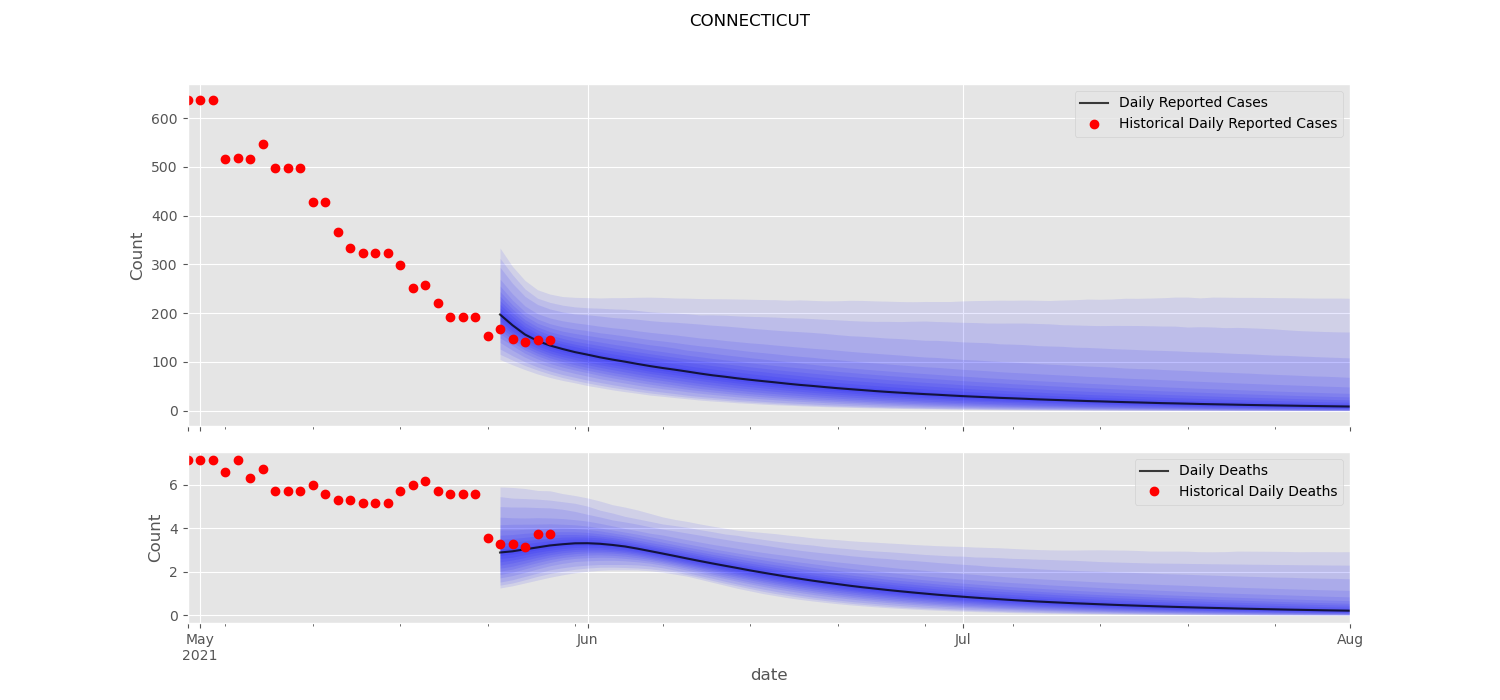 CONNECTICUT
600
500
400
300
200
100
0
Count
Daily Reported Cases
Historical Daily Reported Cases
6
4
2
0
Count
Daily Deaths
Historical Daily Deaths
May
2021
Jun
Jul
Aug
date